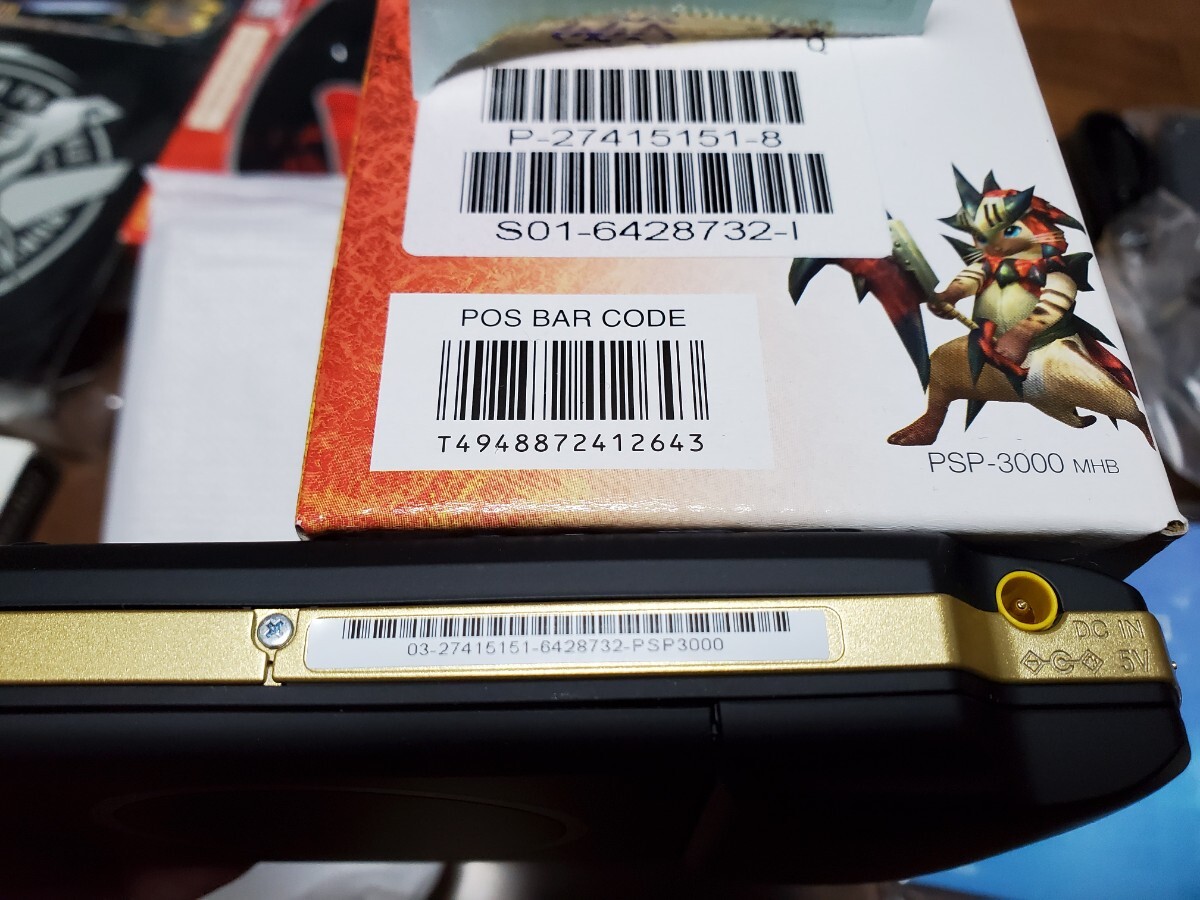 P-27415151-8
S01-6428732-I
POS BAR CODE
T4948872412643
PSP-3000 MHB
03-27415151-6428732-PSP3000
DC IN
5V